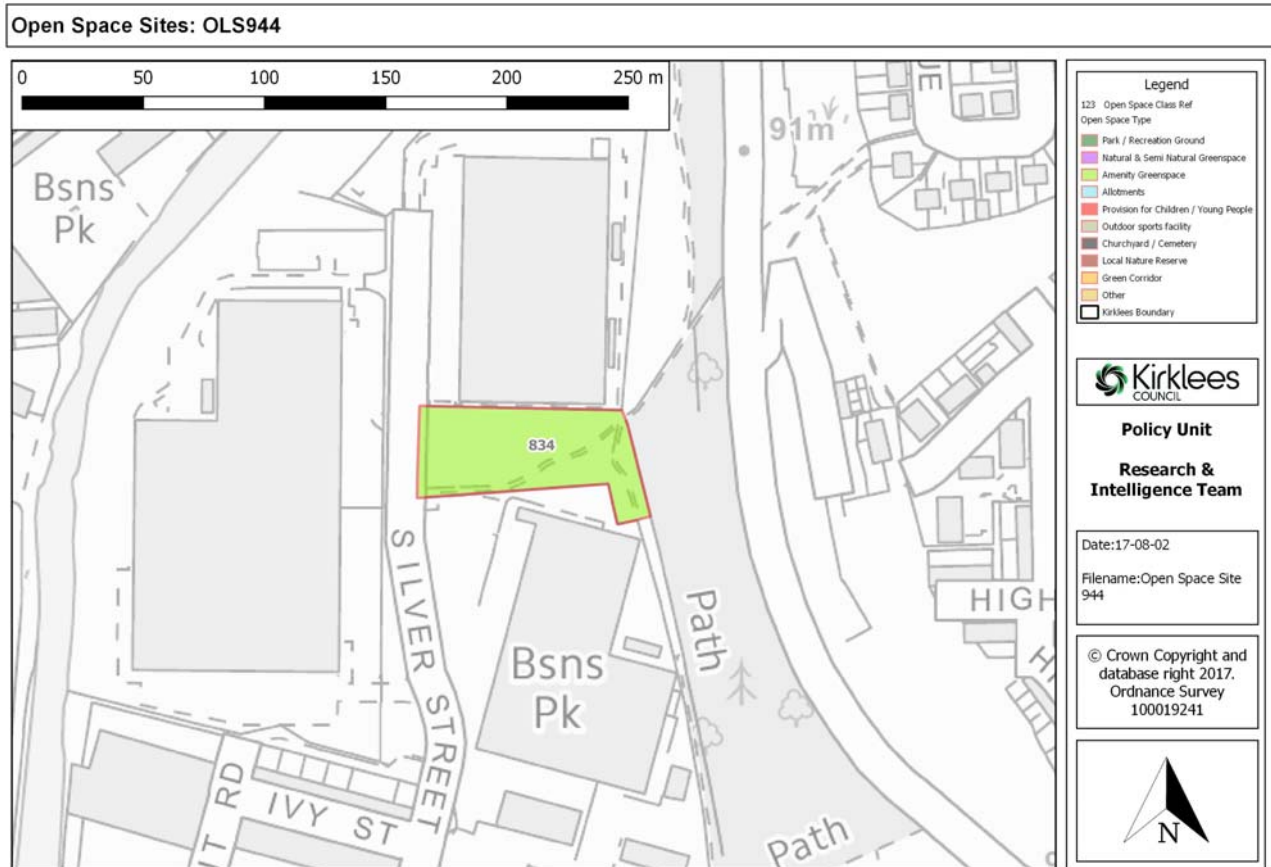 Open Space Sites: OLS944
0 50 100 150 200 250 m
Bsns
Pk
91m
834
SILVER STREET
Path
Bsns
Pk
HIGH
IVY ST
RD
Path
Legend
123 Open Space Class Ref
Open Space Type
Park / Recreation Ground
Natural & Semi Natural Greenspace
Amenity Greenspace
Allotments
Provision for Children / Young People
Outdoor sports facility
Churchyard / Cemetery
Local Nature Reserve
Green Corridor
Other
Kirklees Boundary
Kirklees
COUNCIL
Policy Unit
Research &
Intelligence Team
Date:17-08-02
Filename:Open Space Site
944
© Crown Copyright and
database right 2017.
Ordnance Survey
100019241
N